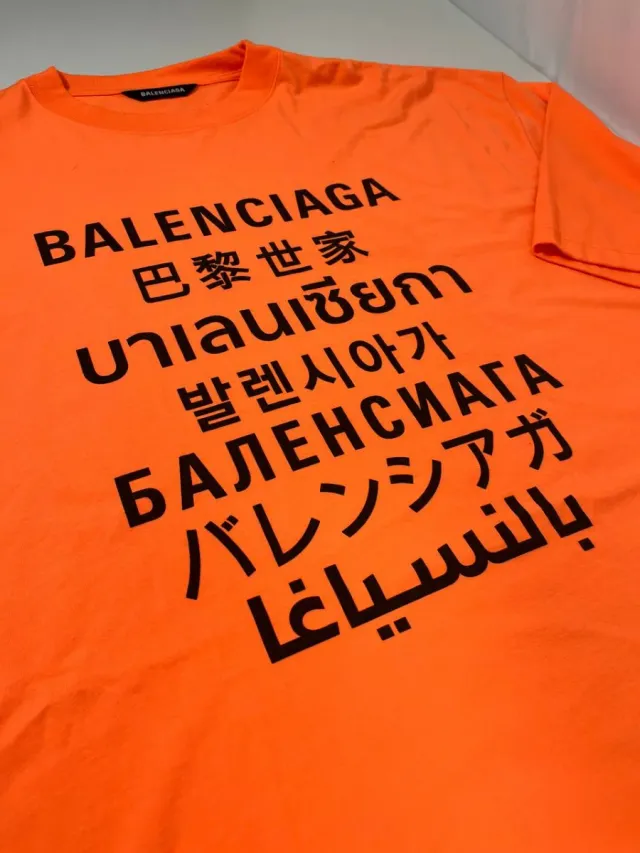 BALENCIAGA
BALENCIAGA
巴黎世家
บาเลนเชียกา
발렌시아가
БАЛЕНСИАГА
バレンシアガ
بالنسياغا